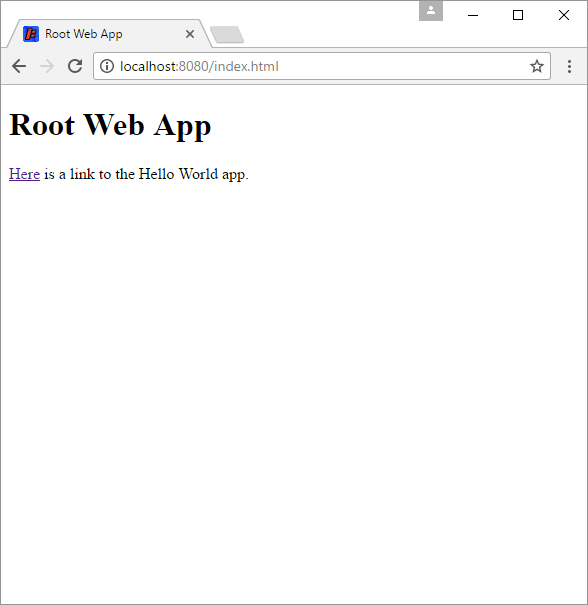 Root Web App
localhost:8080/index.html
Root Web App
Here is a link to the Hello World app.